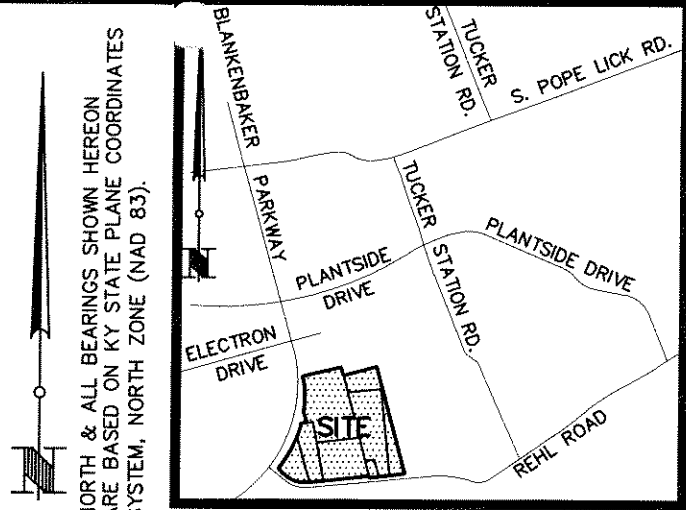 NORTH & ALL BEARINGS SHOWN HEREON
ARE BASED ON KY STATE PLANE COORDINATES
SYSTEM, NORTH ZONE (NAD 83).
N
BLANKENBAKER
PARKWAY
TUCKER
STATION RD.
S. POPE LICK RD.
N
TUCKER
STATION RD.
PLANTSIDE
DRIVE
PLANTSIDE DRIVE
ELECTRON
DRIVE
SITE
REHL ROAD